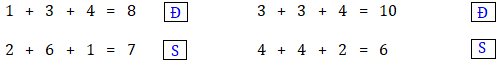 1 + 3 + 4 = 8 Đ 3 + 3 + 4 = 10 Đ
2 + 6 + 1 = 7 S 4 + 4 + 2 = 6 S